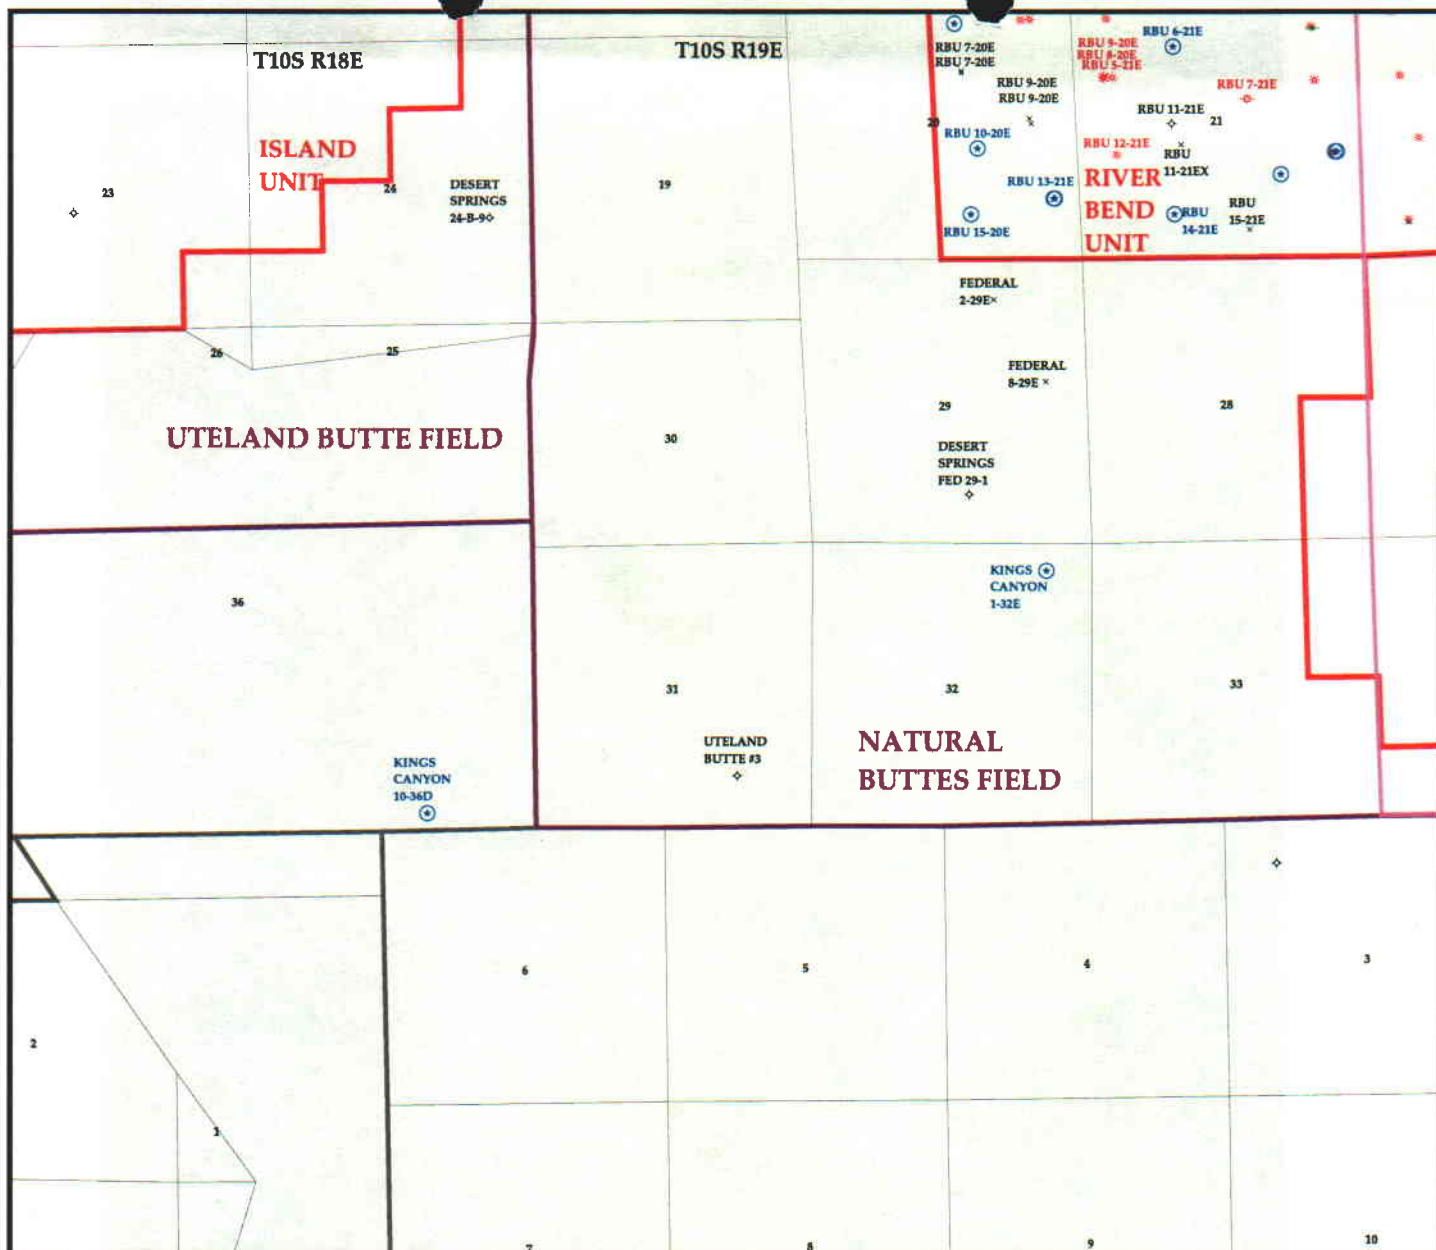 T10S R18E
T10S R19E
ISLAND
UNIT
23
24
DESERT
SPRINGS
24-B-9
19
RBU 7-20E
RBU 7-20E
RBU 9-20E
RBU 9-20E
20
RBU 10-20E
RBU 13-21E
RBU 15-20E
RBU 6-21E
RBU 9-20E
RBU 8-20E
RBU 5-21E
RBU 7-21E
RBU 11-21E
21
RBU 12-21E
RBU
11-21EX
RIVER
BEND
UNIT
RBU
14-21E
RBU
15-21E
FEDERAL
2-29E
FEDERAL
8-29E
26
25
UTELAND BUTTE FIELD
30
29
28
DESERT
SPRINGS
FED 29-1
36
KINGS
CANYON
1-32E
31
32
33
UTELAND
BUTTE #3
NATURAL
BUTTES FIELD
KINGS
CANYON
10-36D
6
5
4
3
2
1
7
8
9
10